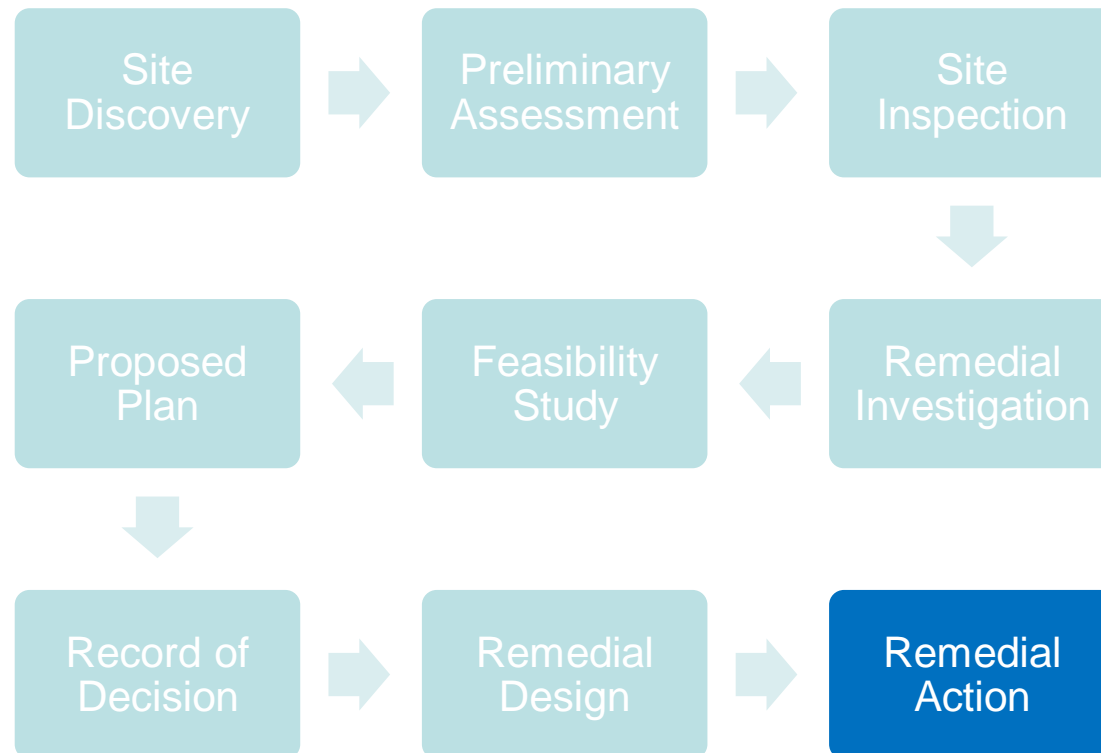 Site
Discovery
Preliminary
Assessment
Site
Inspection
Remedial
Investigation
Feasibility
Study
Proposed
Plan
Record of
Decision
Remedial
Design
Remedial
Action